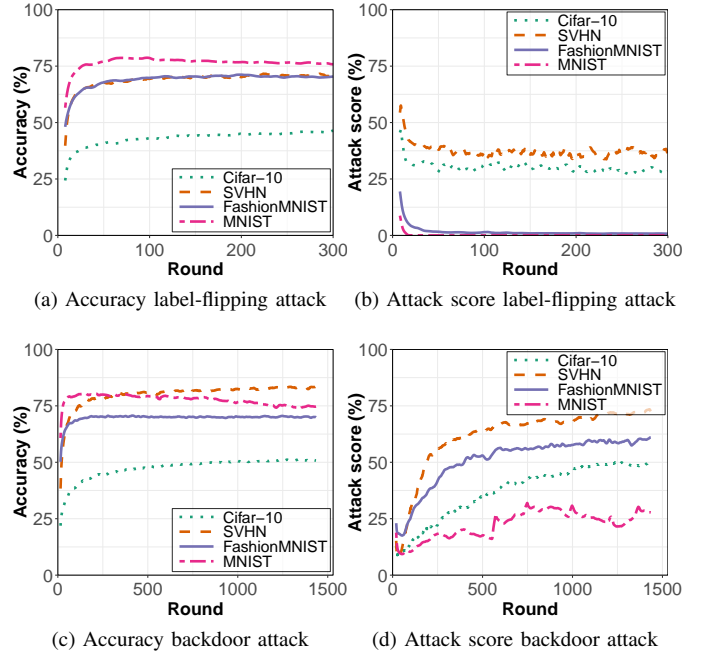 100
75
50
25
0
Accuracy (%)
Cifar-10
SVHN
FashionMNIST
MNIST
0 100 200 300
Round
(a) Accuracy label-flipping attack
100
75
50
25
0
Attack score (%)
Cifar-10
SVHN
FashionMNIST
MNIST
0 100 200 300
Round
(b) Attack score label-flipping attack
100
75
50
25
0
Accuracy (%)
Cifar-10
SVHN
FashionMNIST
MNIST
0 500 1000 1500
Round
(c) Accuracy backdoor attack
100
75
50
25
0
Attack score (%)
Cifar-10
SVHN
FashionMNIST
MNIST
0 500 1000 1500
Round
(d) Attack score backdoor attack